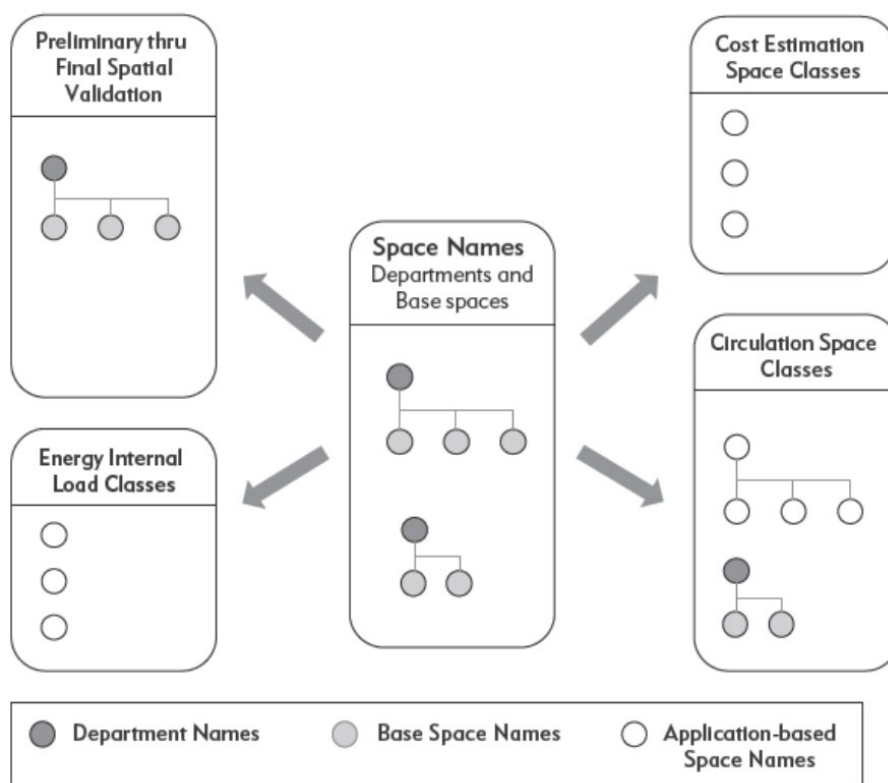 Preliminary thru
Final Spatial
Validation
Cost Estimation
Space Classes
Space Names
Departments and
Base spaces
Energy Internal
Load Classes
Circulation Space
Classes
Department Names
Base Space Names
Application-based
Space Names